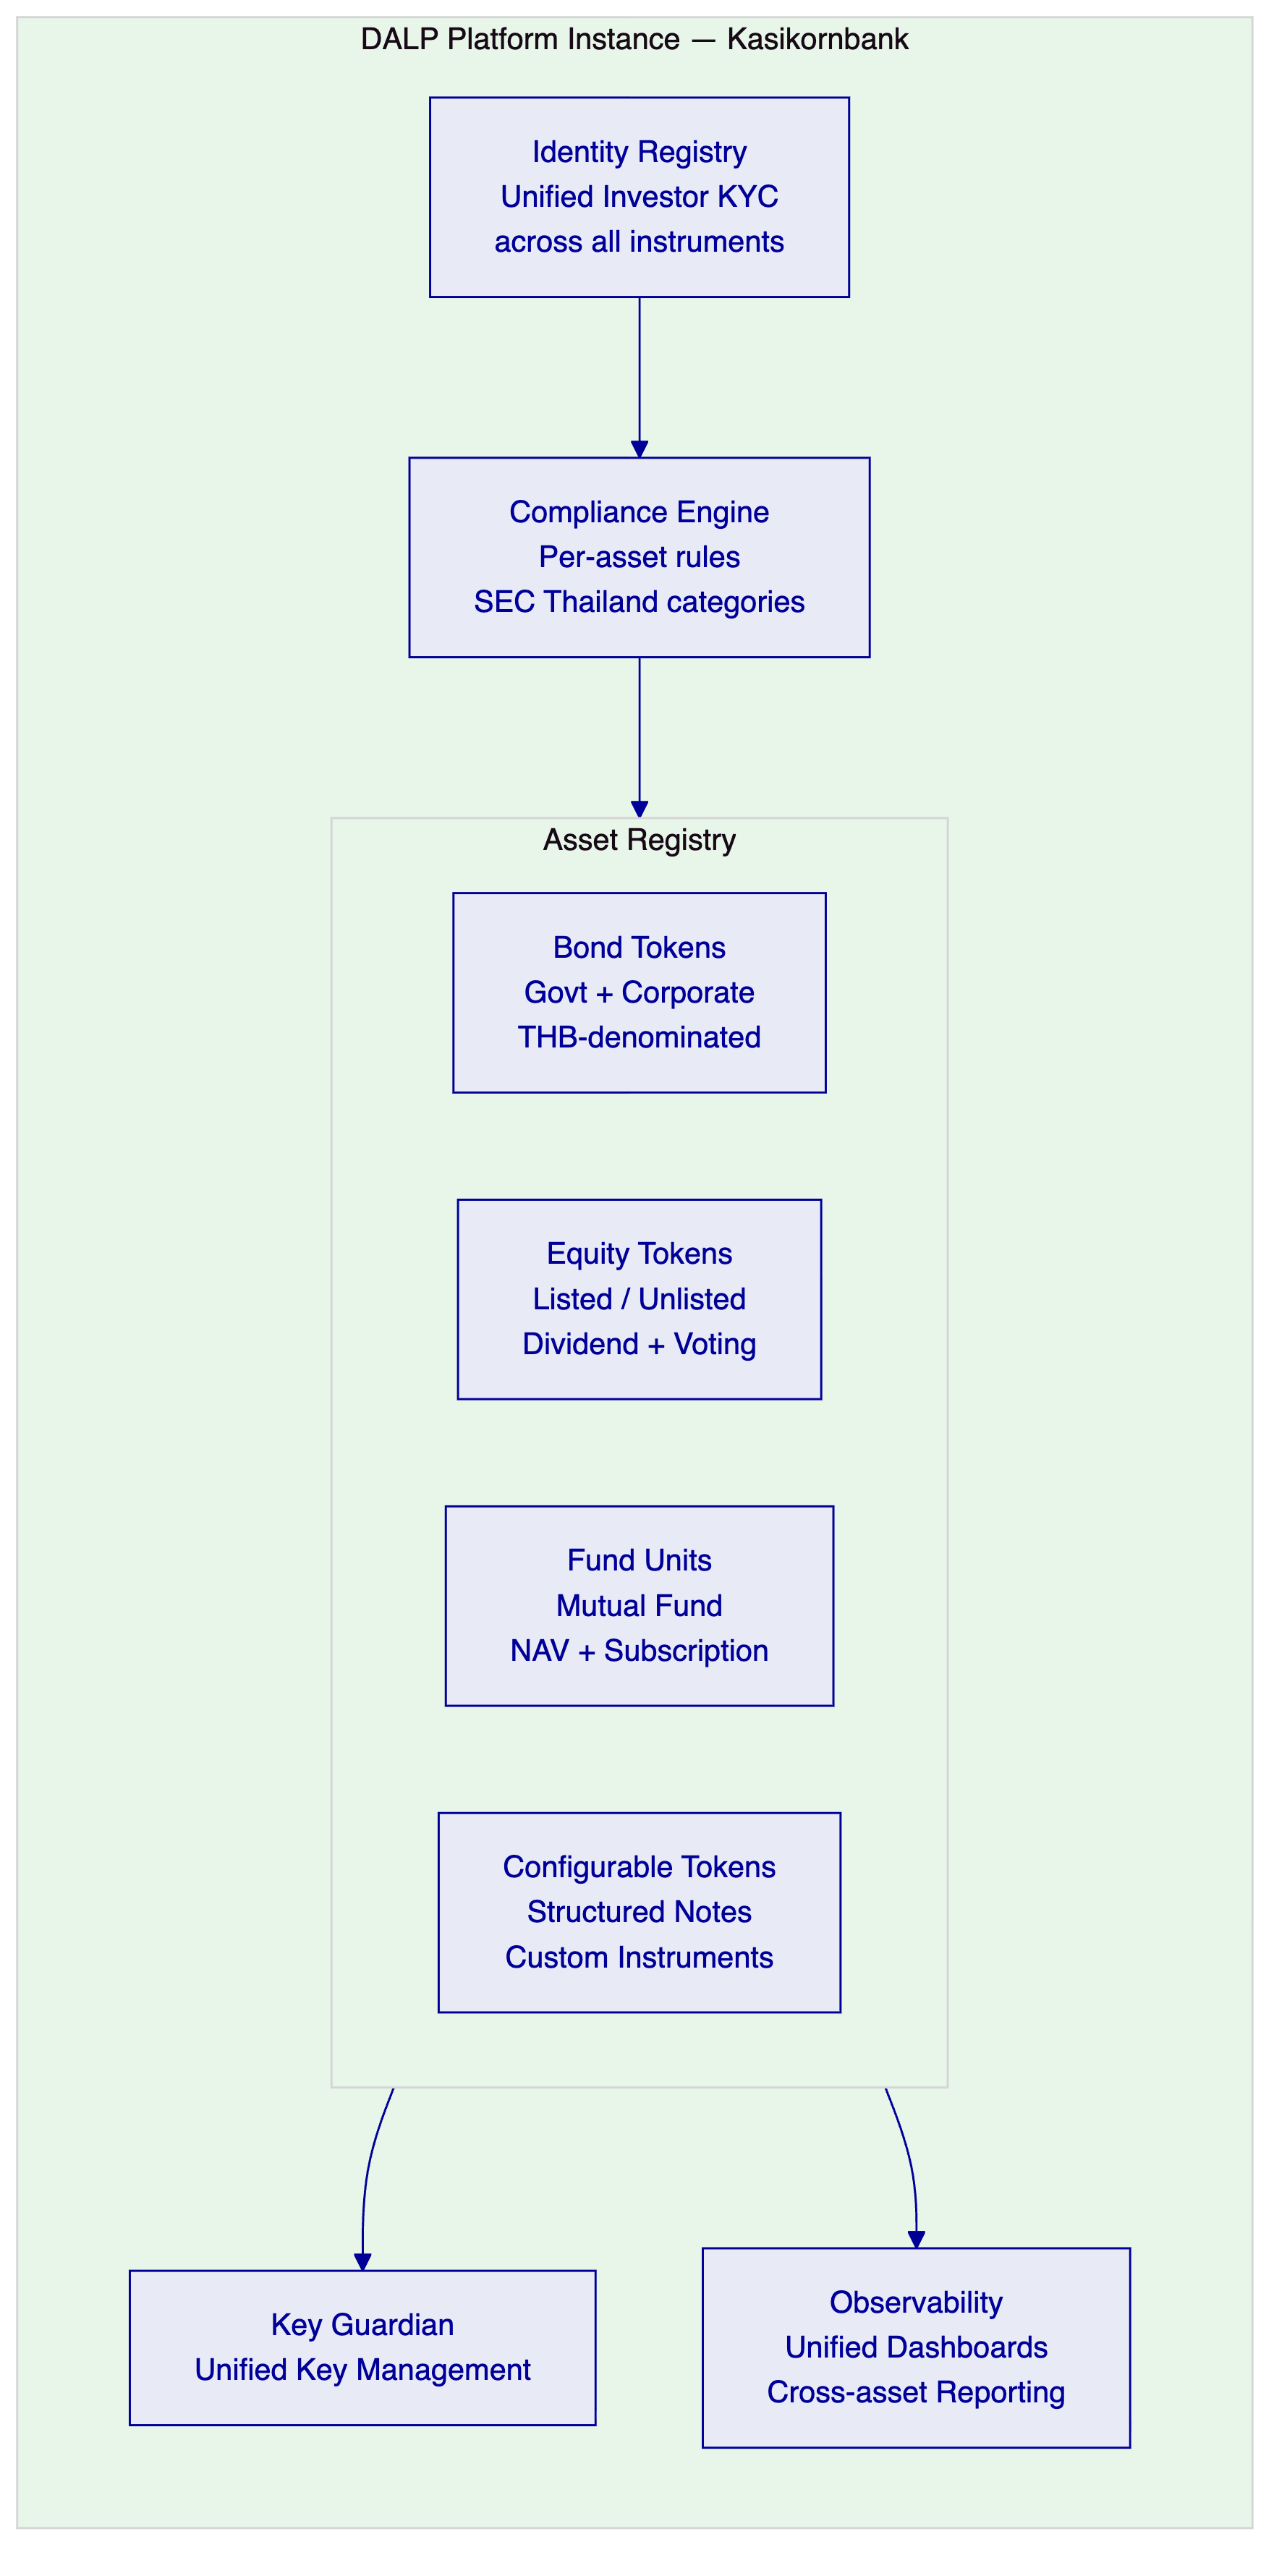 DALP Platform Instance — Kasikornbank
Identity Registry
Unified Investor KYC
across all instruments
Compliance Engine
Per-asset rules
SEC Thailand categories
Asset Registry
Bond Tokens
Govt + Corporate
THB-denominated
Equity Tokens
Listed / Unlisted
Dividend + Voting
Fund Units
Mutual Fund
NAV + Subscription
Configurable Tokens
Structured Notes
Custom Instruments
Key Guardian
Unified Key Management
Observability
Unified Dashboards
Cross-asset Reporting